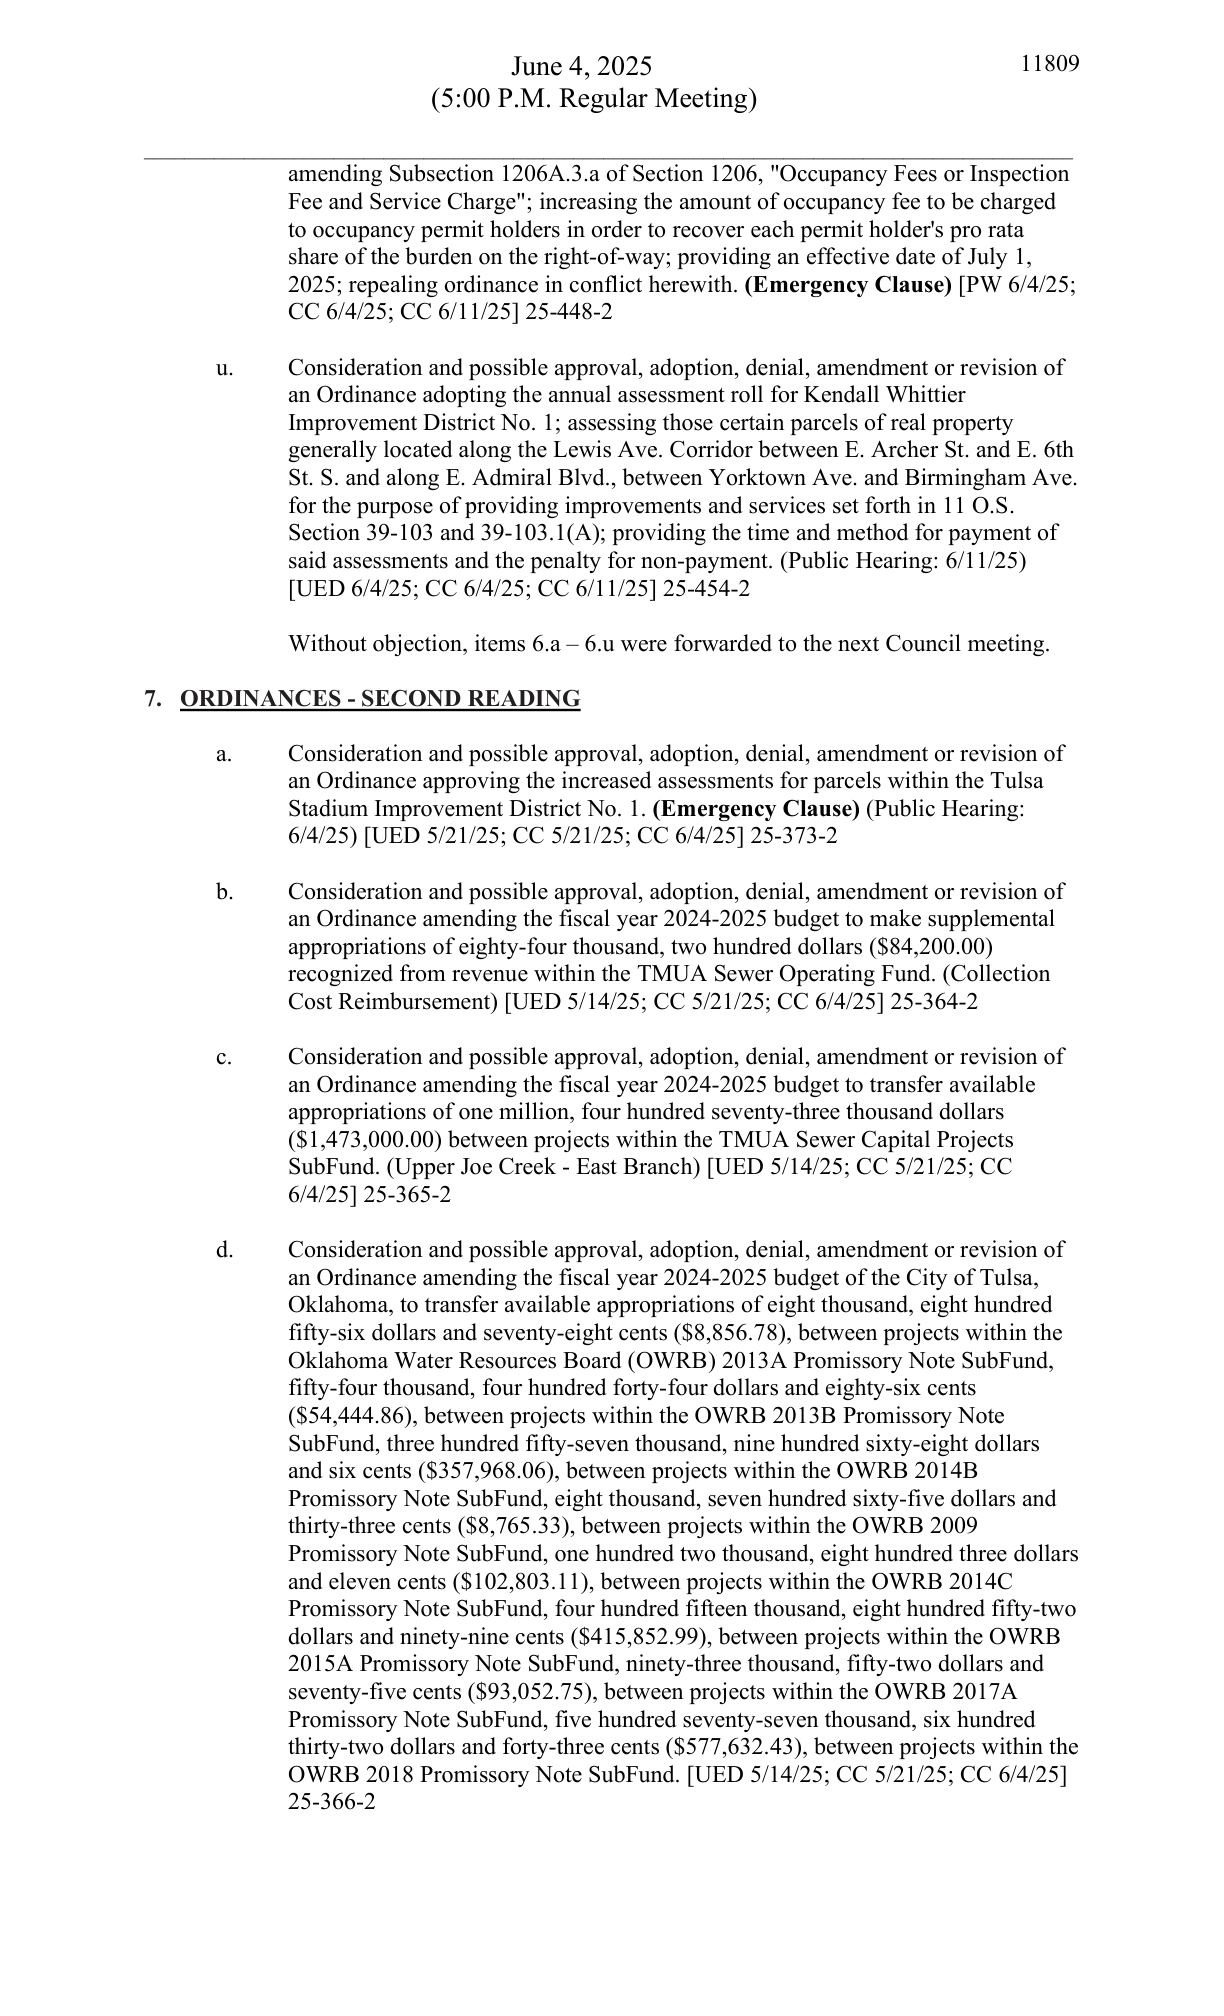 June 4, 2025
11809
(5:00 P.M. Regular Meeting)
amending Subsection 1206A.3.a of Section 1206, "Occupancy Fees or Inspection
Fee and Service Charge"; increasing the amount of occupancy fee to be charged
to occupancy permit holders in order to recover each permit holder's pro rata
share of the burden on the right-of-way; providing an effective date of July 1,
2025; repealing ordinance in conflict herewith. (Emergency Clause) [PW 6/4/25;
CC 6/4/25; CC 6/11/25] 25-448-2
u. Consideration and possible approval, adoption, denial, amendment or revision of
an Ordinance adopting the annual assessment roll for Kendall Whittier
Improvement District No. 1; assessing those certain parcels of real property
generally located along the Lewis Ave. Corridor between E. Archer St. and E. 6th
St. S. and along E. Admiral Blvd., between Yorktown Ave. and Birmingham Ave.
for the purpose of providing improvements and services set forth in 11 O.S.
Section 39-103 and 39-103.1(A); providing the time and method for payment of
said assessments and the penalty for non-payment. (Public Hearing: 6/11/25)
[UED 6/4/25; CC 6/4/25; CC 6/11/25] 25-454-2
Without objection, items 6.a – 6.u were forwarded to the next Council meeting.
7. ORDINANCES - SECOND READING
a. Consideration and possible approval, adoption, denial, amendment or revision of
an Ordinance approving the increased assessments for parcels within the Tulsa
Stadium Improvement District No. 1. (Emergency Clause) (Public Hearing:
6/4/25) [UED 5/21/25; CC 5/21/25; CC 6/4/25] 25-373-2
b. Consideration and possible approval, adoption, denial, amendment or revision of
an Ordinance amending the fiscal year 2024-2025 budget to make supplemental
appropriations of eighty-four thousand, two hundred dollars ($84,200.00)
recognized from revenue within the TMUA Sewer Operating Fund. (Collection
Cost Reimbursement) [UED 5/14/25; CC 5/21/25; CC 6/4/25] 25-364-2
c. Consideration and possible approval, adoption, denial, amendment or revision of
an Ordinance amending the fiscal year 2024-2025 budget to transfer available
appropriations of one million, four hundred seventy-three thousand dollars
($1,473,000.00) between projects within the TMUA Sewer Capital Projects
SubFund. (Upper Joe Creek - East Branch) [UED 5/14/25; CC 5/21/25; CC
6/4/25] 25-365-2
d. Consideration and possible approval, adoption, denial, amendment or revision of
an Ordinance amending the fiscal year 2024-2025 budget of the City of Tulsa,
Oklahoma, to transfer available appropriations of eight thousand, eight hundred
fifty-six dollars and seventy-eight cents ($8,856.78), between projects within the
Oklahoma Water Resources Board (OWRB) 2013A Promissory Note SubFund,
fifty-four thousand, four hundred forty-four dollars and eighty-six cents
($54,444.86), between projects within the OWRB 2013B Promissory Note
SubFund, three hundred fifty-seven thousand, nine hundred sixty-eight dollars
and six cents ($357,968.06), between projects within the OWRB 2014B
Promissory Note SubFund, eight thousand, seven hundred sixty-five dollars and
thirty-three cents ($8,765.33), between projects within the OWRB 2009
Promissory Note SubFund, one hundred two thousand, eight hundred three dollars
and eleven cents ($102,803.11), between projects within the OWRB 2014C
Promissory Note SubFund, four hundred fifteen thousand, eight hundred fifty-two
dollars and ninety-nine cents ($415,852.99), between projects within the OWRB
2015A Promissory Note SubFund, ninety-three thousand, fifty-two dollars and
seventy-five cents ($93,052.75), between projects within the OWRB 2017A
Promissory Note SubFund, five hundred seventy-seven thousand, six hundred
thirty-two dollars and forty-three cents ($577,632.43), between projects within the
OWRB 2018 Promissory Note SubFund. [UED 5/14/25; CC 5/21/25; CC 6/4/25]
25-366-2